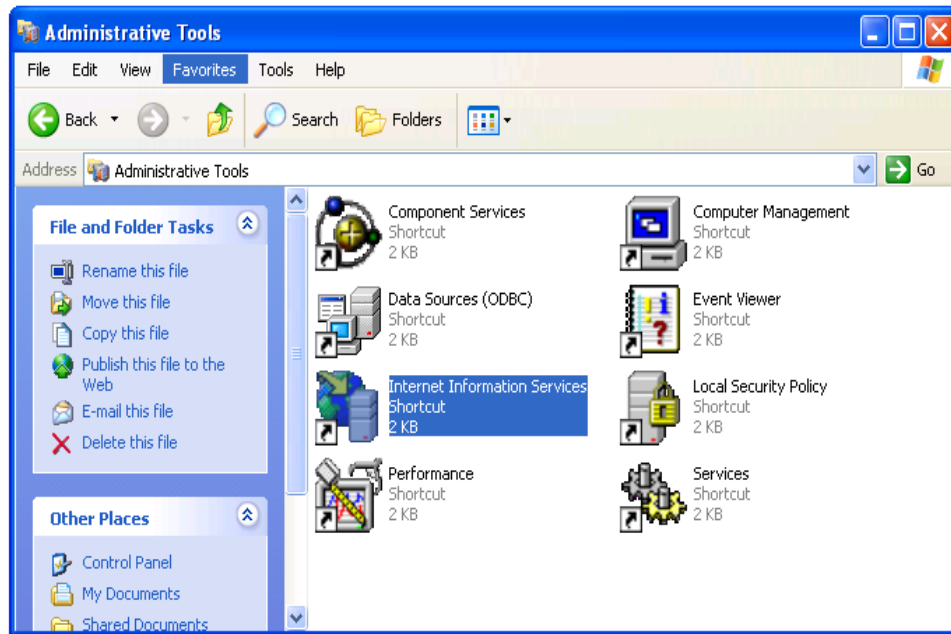 Administrative Tools
File Edit View Favorites Tools Help
Back Search Folders
Address Administrative Tools Go
File and Folder Tasks
Rename this file
Move this file
Copy this file
Publish this file to the
Web
E-mail this file
Delete this file
Other Places
Control Panel
My Documents
Shared Documents
Component Services
Shortcut
2 KB
Computer Management
Shortcut
2 KB
Data Sources (ODBC)
Shortcut
2 KB
Event Viewer
Shortcut
2 KB
Internet Information Services
Shortcut
2 KB
Local Security Policy
Shortcut
2 KB
Performance
Shortcut
2 KB
Services
Shortcut
2 KB